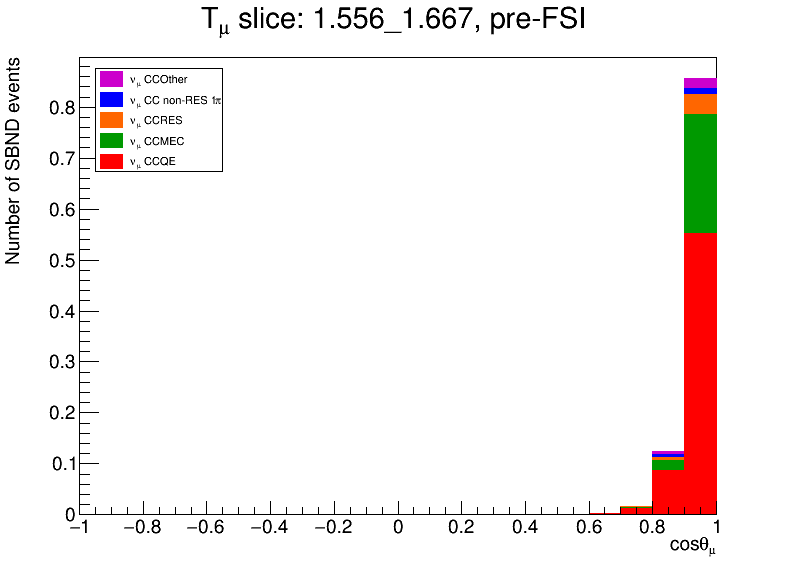 Tμ slice: 1.556_1.667, pre-FSI
Number of SBND events
νμ CCOther
νμ CC non-RES 1π
νμ CCRES
νμ CCMEC
νμ CCQE
0.8
0.7
0.6
0.5
0.4
0.3
0.2
0.1
0
−1 −0.8 −0.6 −0.4 −0.2 0 0.2 0.4 0.6 0.8 1
cosθμ